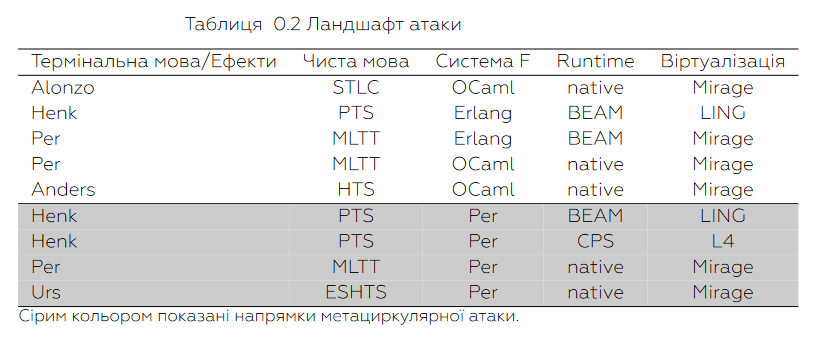 Таблиця 0.2 Ландшафт атаки
Термінальна мова/Ефекти Чиста мова Система F Runtime Віртуалізація
Alonzo STLC OCaml native Mirage
Henk PTS Erlang BEAM LING
Per MLTT Erlang BEAM Mirage
Per MLTT OCaml native Mirage
Anders HTS OCaml native Mirage
Henk PTS Per BEAM LING
Henk PTS Per CPS L4
Per MLTT Per native Mirage
Urs ESHTS Per native Mirage
Сірим кольором показані напрямки метациркулярної атаки.